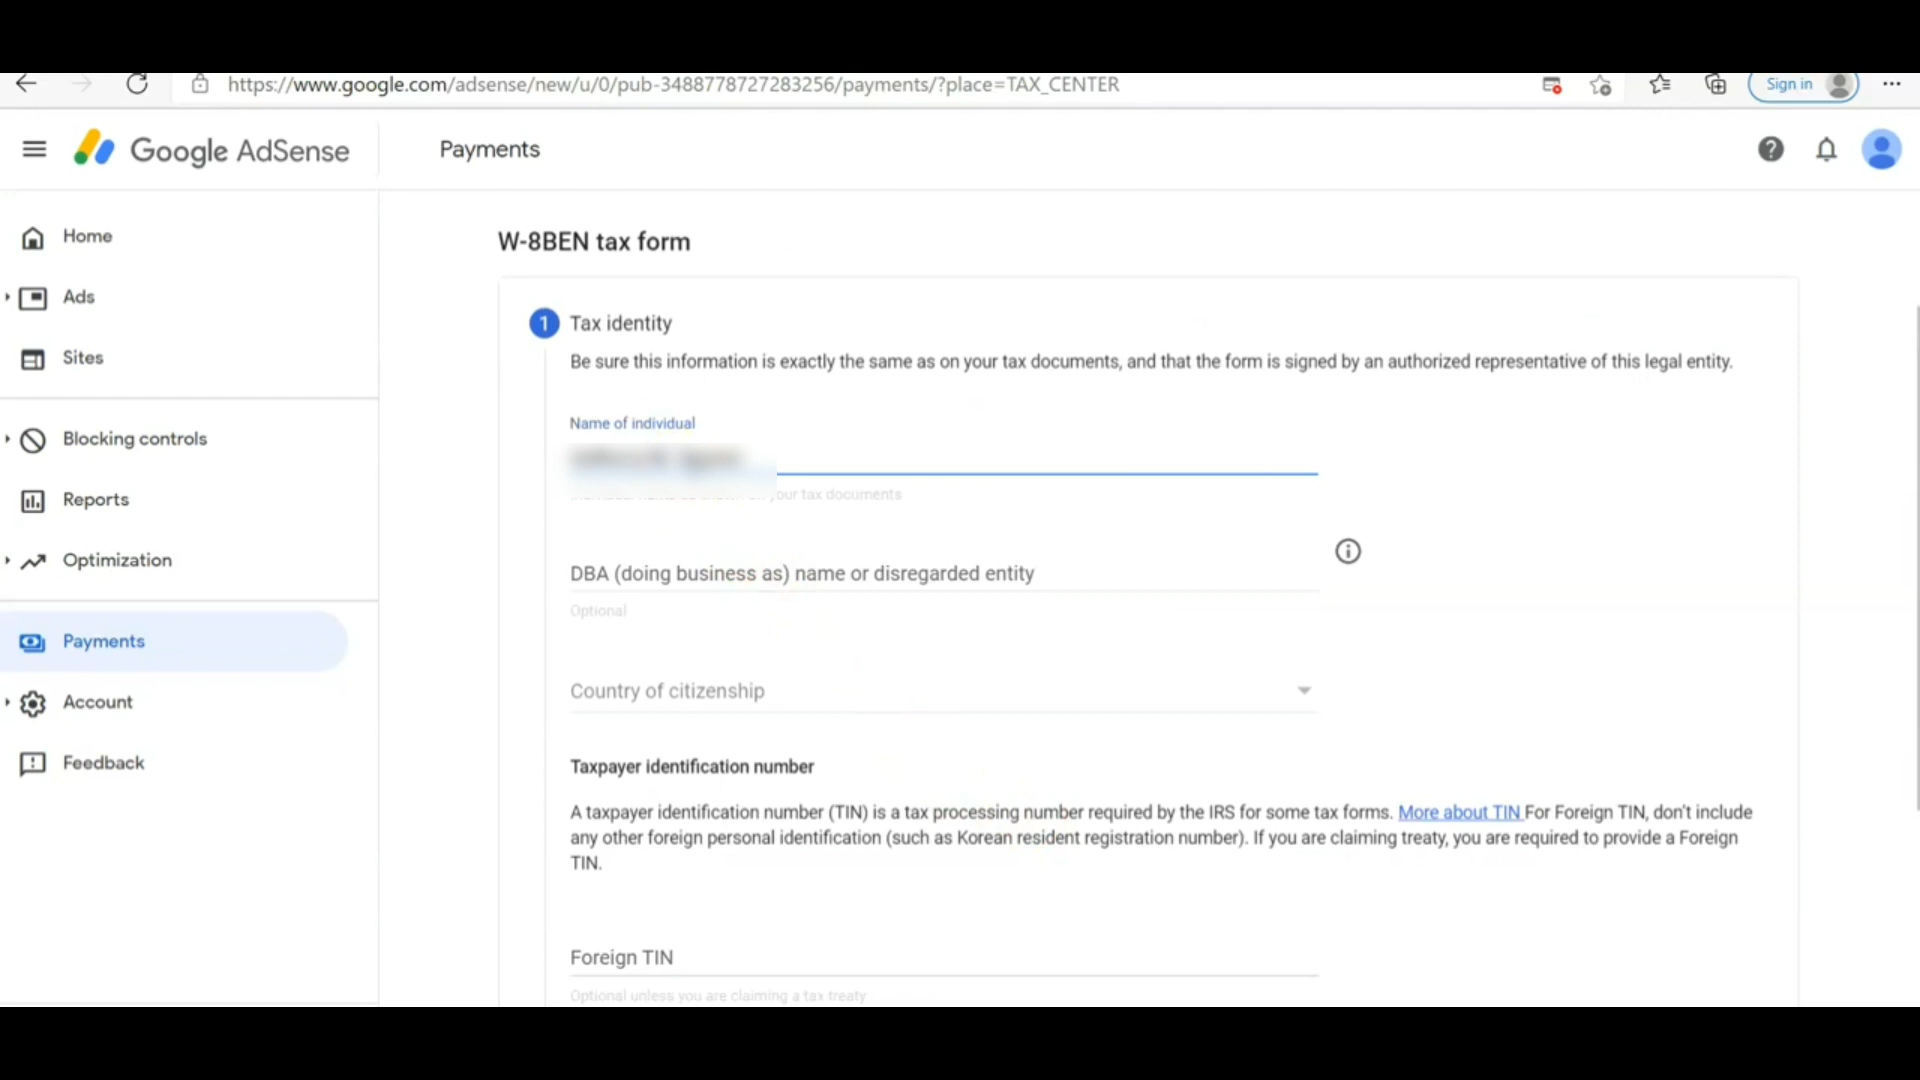 https://www.google.com/adsense/new/u/0/pub-3488778727283256/payments/?place=TAX_CENTER
Sign in
Google AdSense
Payments
Home
Ads
Sites
Blocking controls
Reports
Optimization
Payments
Account
Feedback
W-8BEN tax form
1 Tax identity
Be sure this information is exactly the same as on your tax documents, and that the form is signed by an authorized representative of this legal entity.
Name of individual
your tax documents
DBA (doing business as) name or disregarded entity
Optional
Country of citizenship
Taxpayer identification number
A taxpayer identification number (TIN) is a tax processing number required by the IRS for some tax forms. More about TIN For Foreign TIN, don't include
any other foreign personal identification (such as Korean resident registration number). If you are claiming treaty, you are required to provide a Foreign
TIN.
Foreign TIN
Optional unless you are claiming a tax treaty